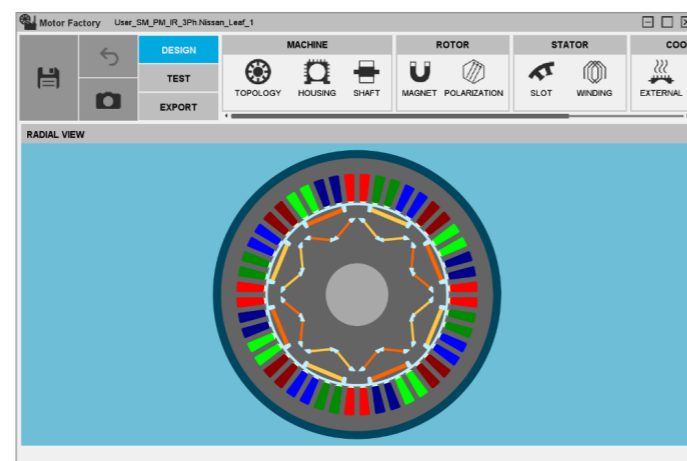 Motor Factory User_SM_PM_IR_3Ph.Nissan_Leaf_1
DESIGN
TEST
EXPORT
MACHINE
TOPOLOGY HOUSING SHAFT
ROTOR
MAGNET POLARIZATION
STATOR
SLOT WINDING
COO
EXTERNAL
RADIAL VIEW